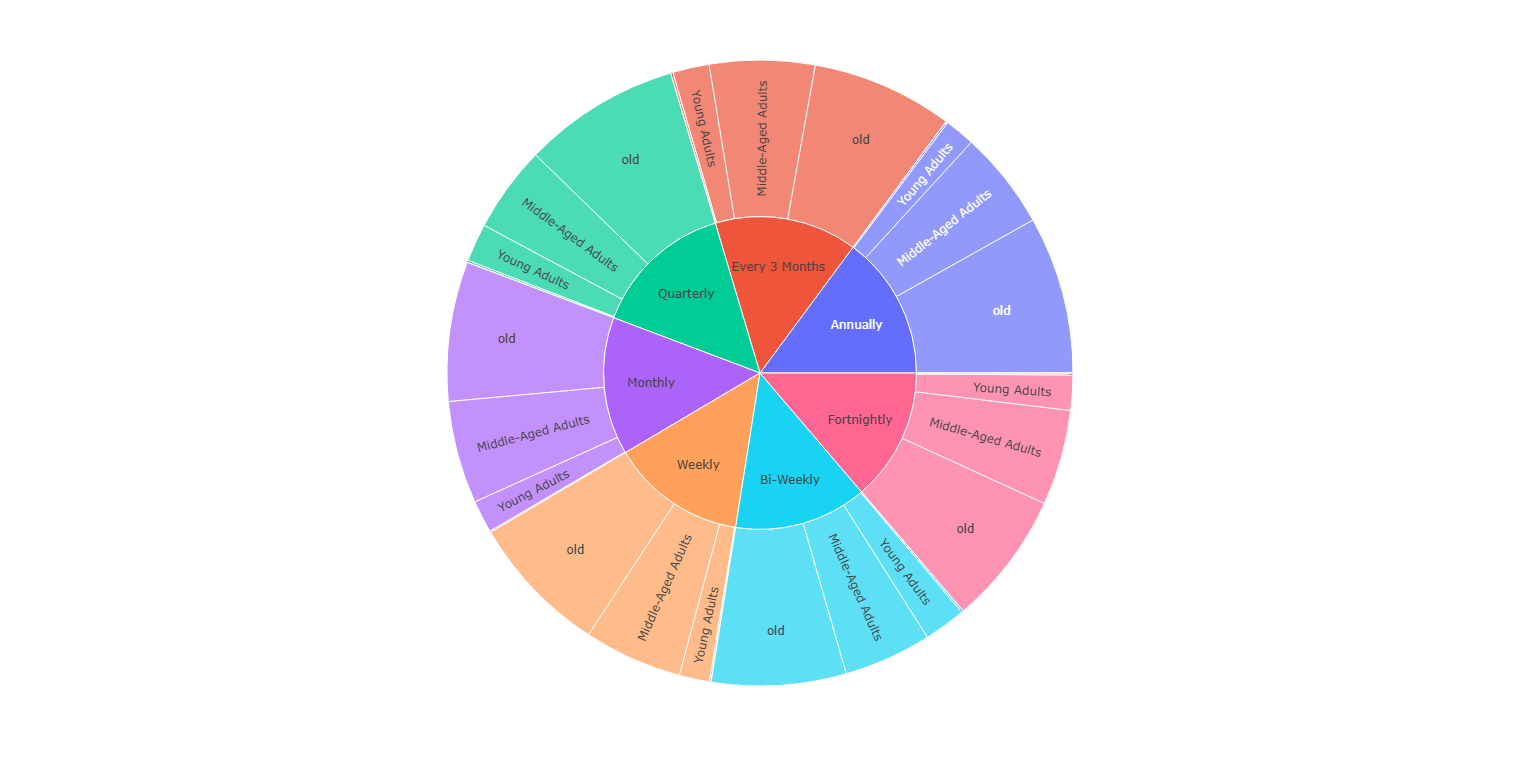 Young Adults
Middle-Aged Adults
old
Every 3 Months
old
Middle-Aged Adults
Young Adults
Quarterly
Young Adults
Middle-Aged Adults
old
Annually
old
Middle-Aged Adults
Young Adults
Monthly
Young Adults
Middle-Aged Adults
old
Fortnightly
old
Middle-Aged Adults
Young Adults
Weekly
old
Middle-Aged Adults
Young Adults
Bi-Weekly